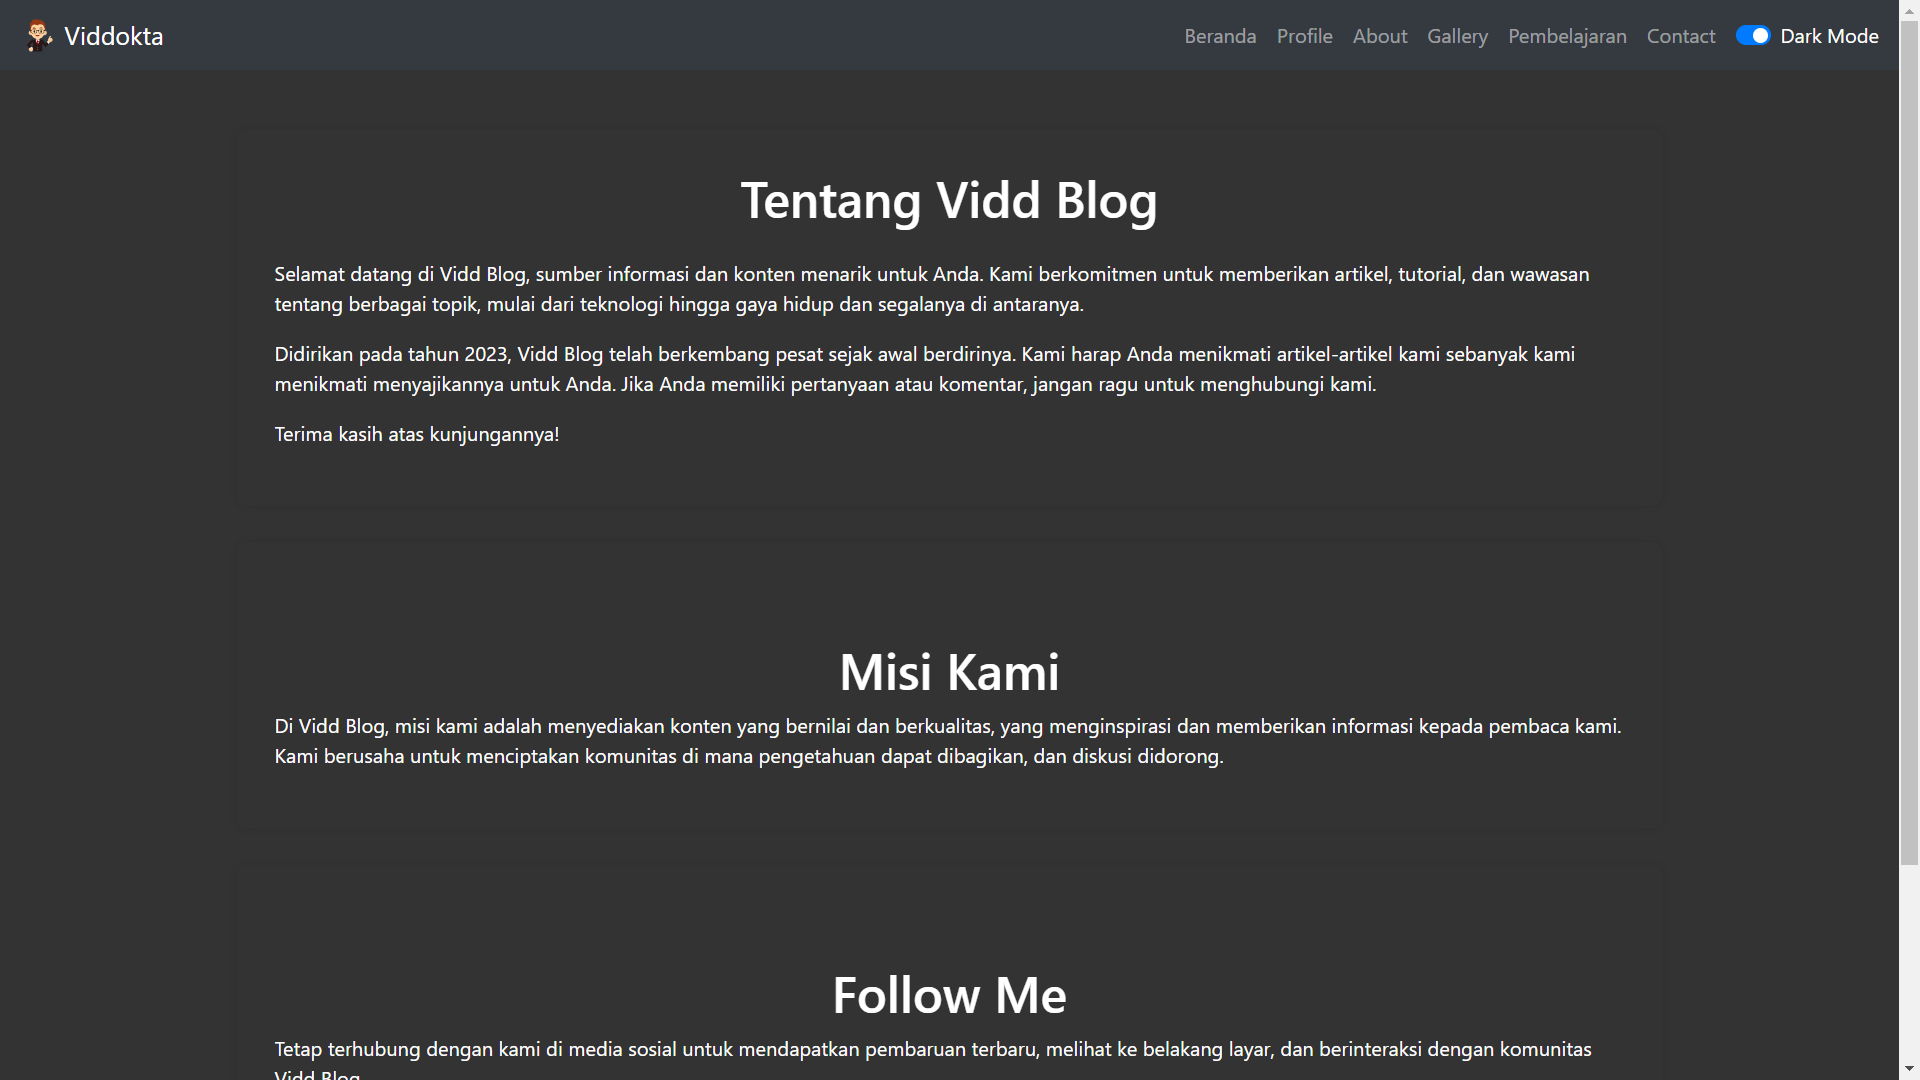 Viddokta
Beranda Profile About Gallery Pembelajaran Contact Dark Mode
Tentang Vidd Blog
Selamat datang di Vidd Blog, sumber informasi dan konten menarik untuk Anda. Kami berkomitmen untuk memberikan artikel, tutorial, dan wawasan
tentang berbagai topik, mulai dari teknologi hingga gaya hidup dan segalanya di antaranya.
Didirikan pada tahun 2023, Vidd Blog telah berkembang pesat sejak awal berdirinya. Kami harap Anda menikmati artikel-artikel kami sebanyak kami
menikmati menyajikannya untuk Anda. Jika Anda memiliki pertanyaan atau komentar, jangan ragu untuk menghubungi kami.
Terima kasih atas kunjungannya!
Misi Kami
Di Vidd Blog, misi kami adalah menyediakan konten yang bernilai dan berkualitas, yang menginspirasi dan memberikan informasi kepada pembaca kami.
Kami berusaha untuk menciptakan komunitas di mana pengetahuan dapat dibagikan, dan diskusi didorong.
Follow Me
Tetap terhubung dengan kami di media sosial untuk mendapatkan pembaruan terbaru, melihat ke belakang layar, dan berinteraksi dengan komunitas
Vidd Blog